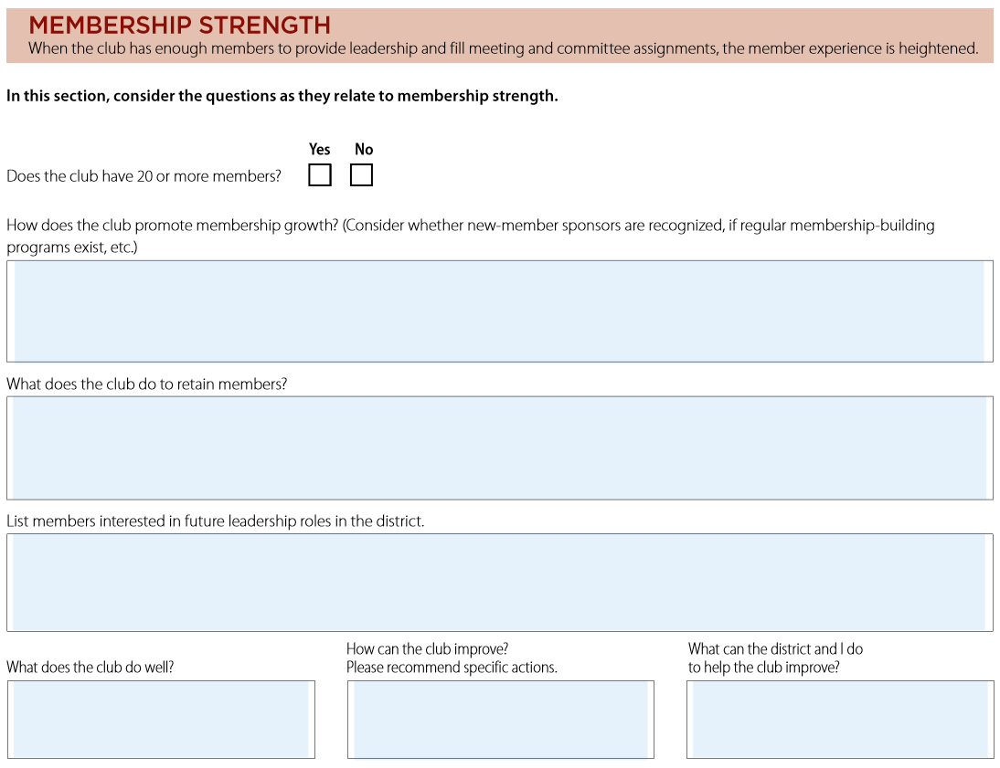 MEMBERSHIP STRENGTH
When the club has enough members to provide leadership and fill meeting and committee assignments, the member experience is heightened.
In this section, consider the questions as they relate to membership strength.
Yes No
Does the club have 20 or more members?
How does the club promote membership growth? (Consider whether new-member sponsors are recognized, if regular membership-building
programs exist, etc.)
What does the club do to retain members?
List members interested in future leadership roles in the district.
What does the club do well?
How can the club improve?
Please recommend specific actions.
What can the district and I do
to help the club improve?